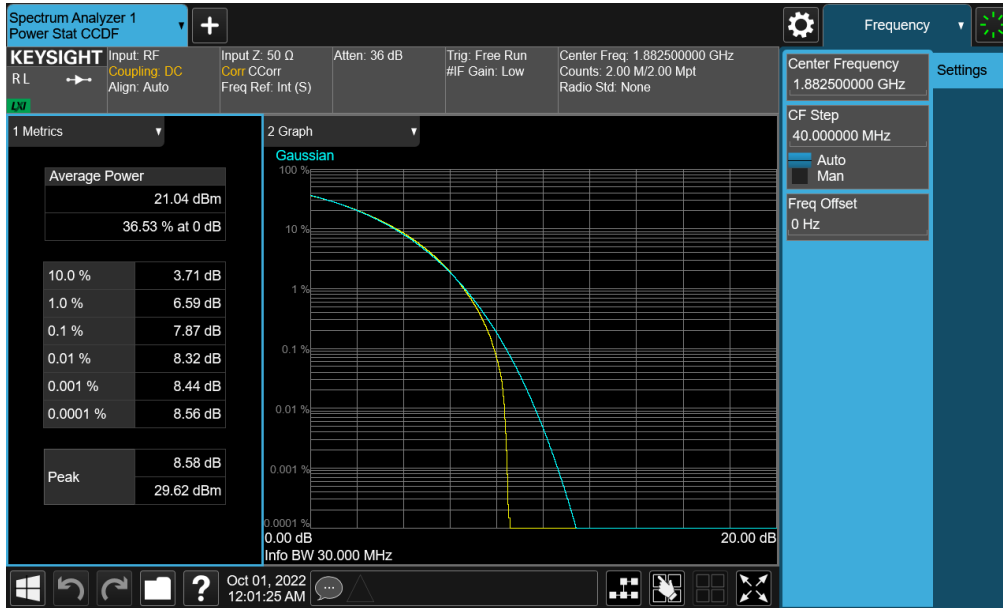 Spectrum Analyzer 1
Power Stat CCDF
+
Frequency
KEYSIGHT
R L
LXI
Input: RF
Coupling: DC
Align: Auto
Input Z: 50 Ω
Corr CCorr
Freq Ref: Int (S)
Atten: 36 dB
Trig: Free Run
#IF Gain: Low
Center Freq: 1.882500000 GHz
Counts: 2.00 M/2.00 Mpt
Radio Std: None
Center Frequency
1.882500000 GHz
Settings
CF Step
40.000000 MHz
Auto
Man
Freq Offset
0 Hz
1 Metrics
Average Power
21.04 dBm
36.53 % at 0 dB
10.0 % 3.71 dB
1.0 % 6.59 dB
0.1 % 7.87 dB
0.01 % 8.32 dB
0.001 % 8.44 dB
0.0001 % 8.56 dB
Peak 8.58 dB
29.62 dBm
2 Graph
Gaussian
100 %
10 %
1 %
0.1 %
0.01 %
0.001 %
0.0001 %
0.00 dB 20.00 dB
Info BW 30.000 MHz
?
Oct 01, 2022
12:01:25 AM